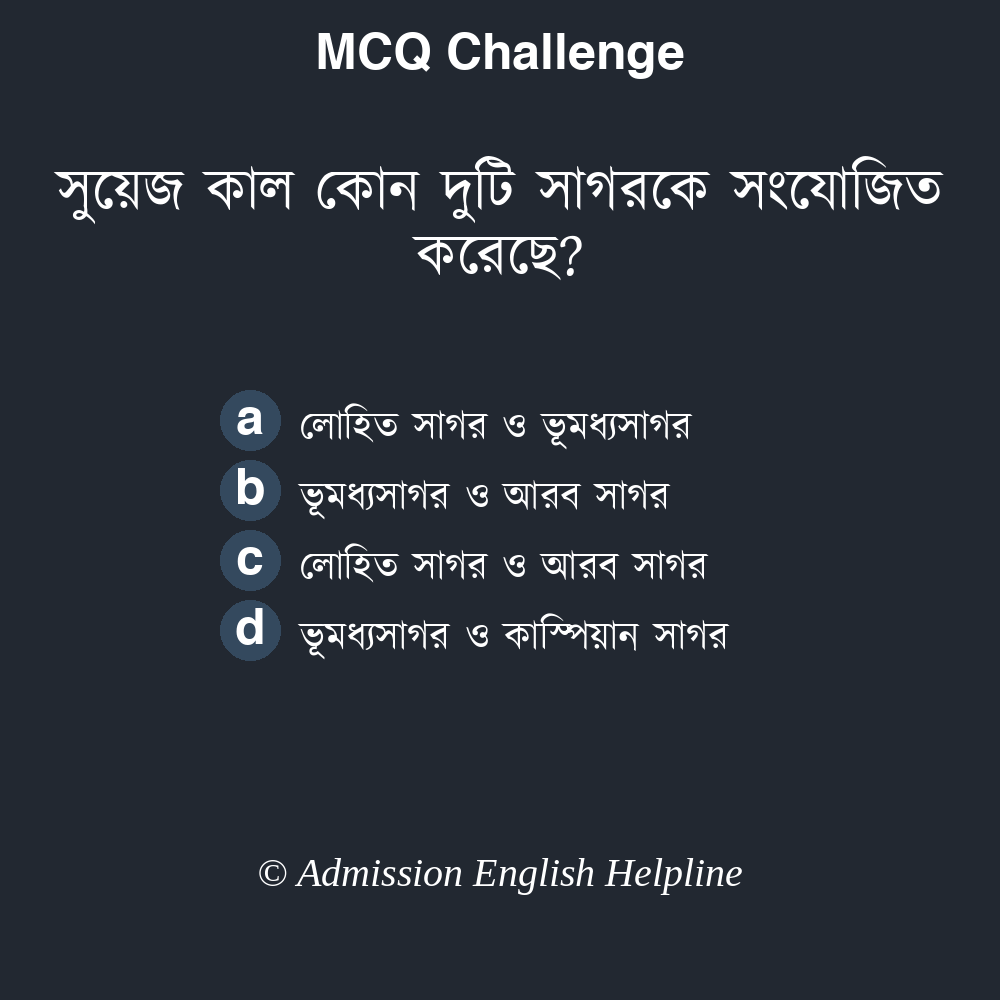 MCQ Challenge
সুয়েজ কাল কোন দুটি সাগরকে সংযোজিত
করেছে?
a লোহিত সাগর ও ভূমধ্যসাগর
b ভূমধ্যসাগর ও আরব সাগর
c লোহিত সাগর ও আরব সাগর
d ভূমধ্যসাগর ও কাস্পিয়ান সাগর
© Admission English Helpline